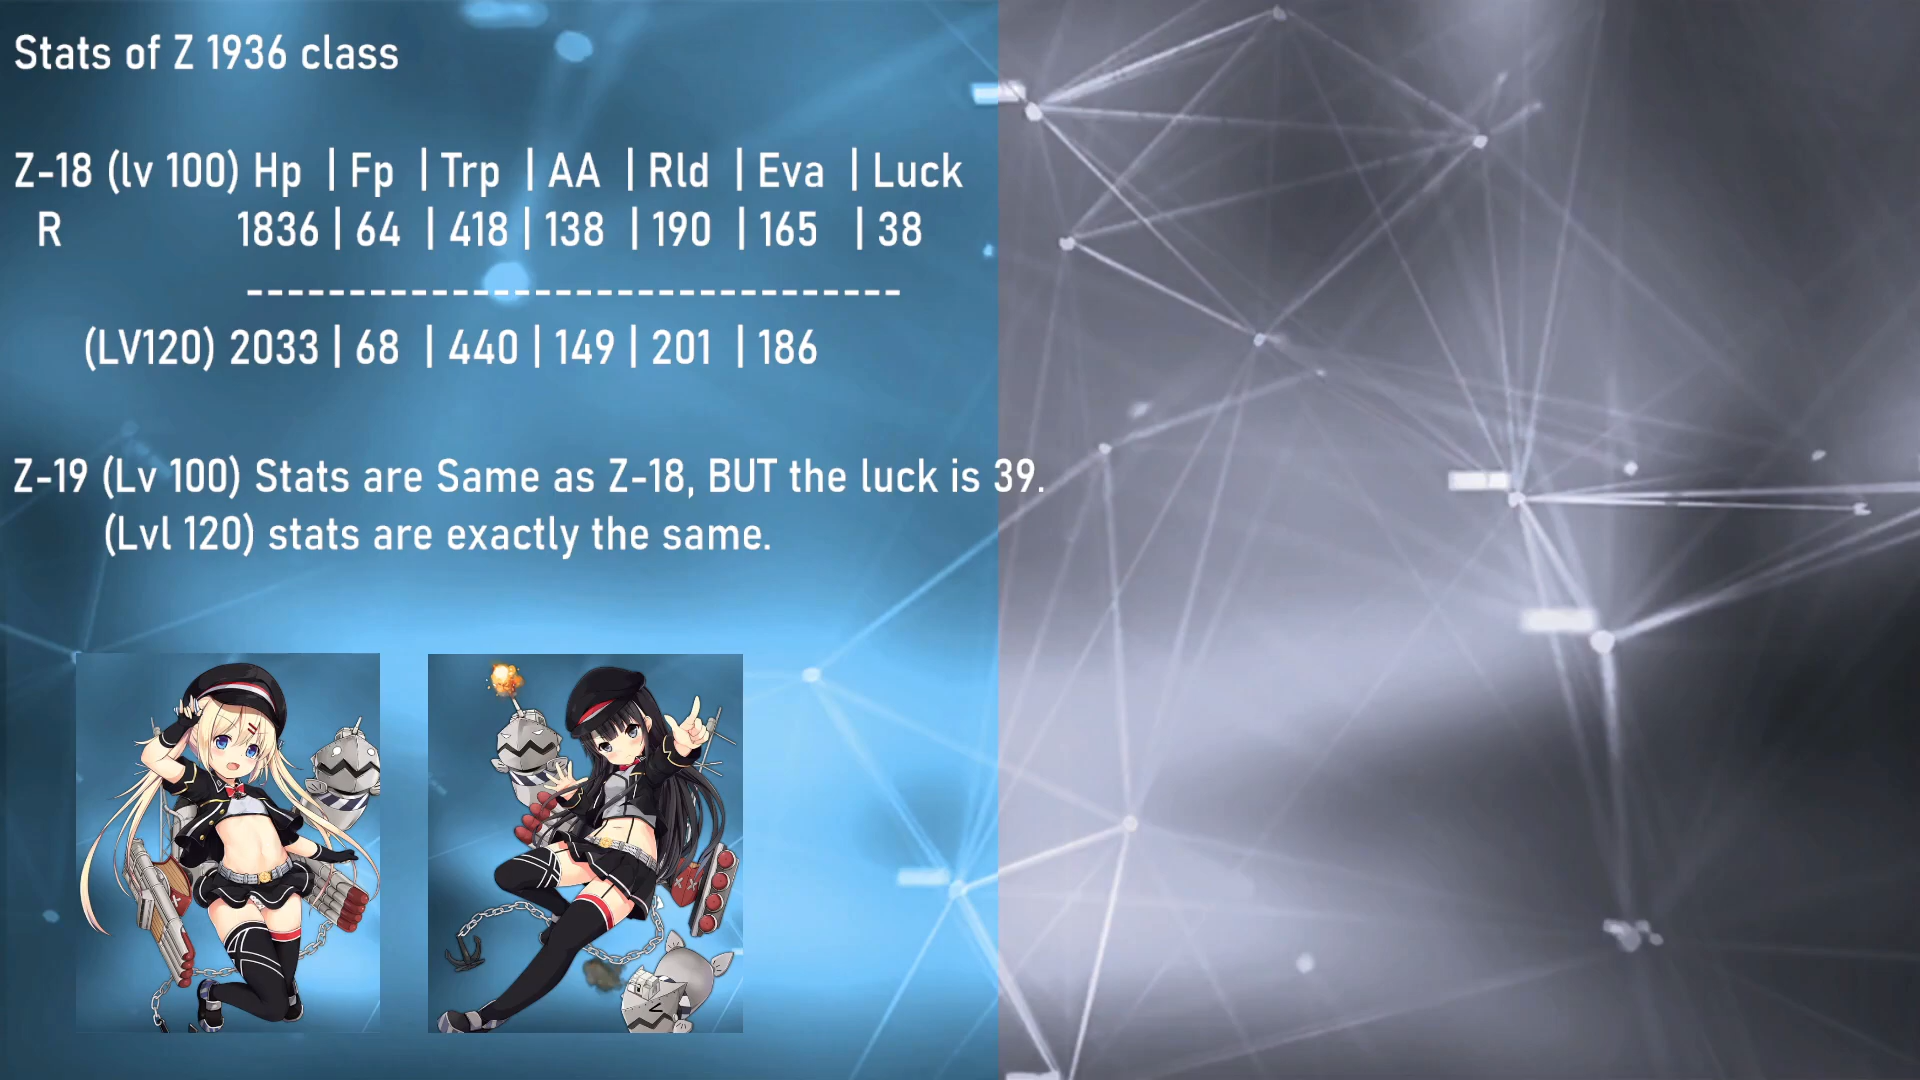 Stats of Z 1936 class
Z-18 (lv 100) Hp | Fp | Trp | AA | Rld | Eva | Luck
R 1836 | 64 | 418 | 138 | 190 | 165 | 38
--------------------------------
(LV120) 2033 | 68 | 440 | 149 | 201 | 186
Z-19 (Lv 100) Stats are Same as Z-18, BUT the luck is 39.
(Lvl 120) stats are exactly the same.